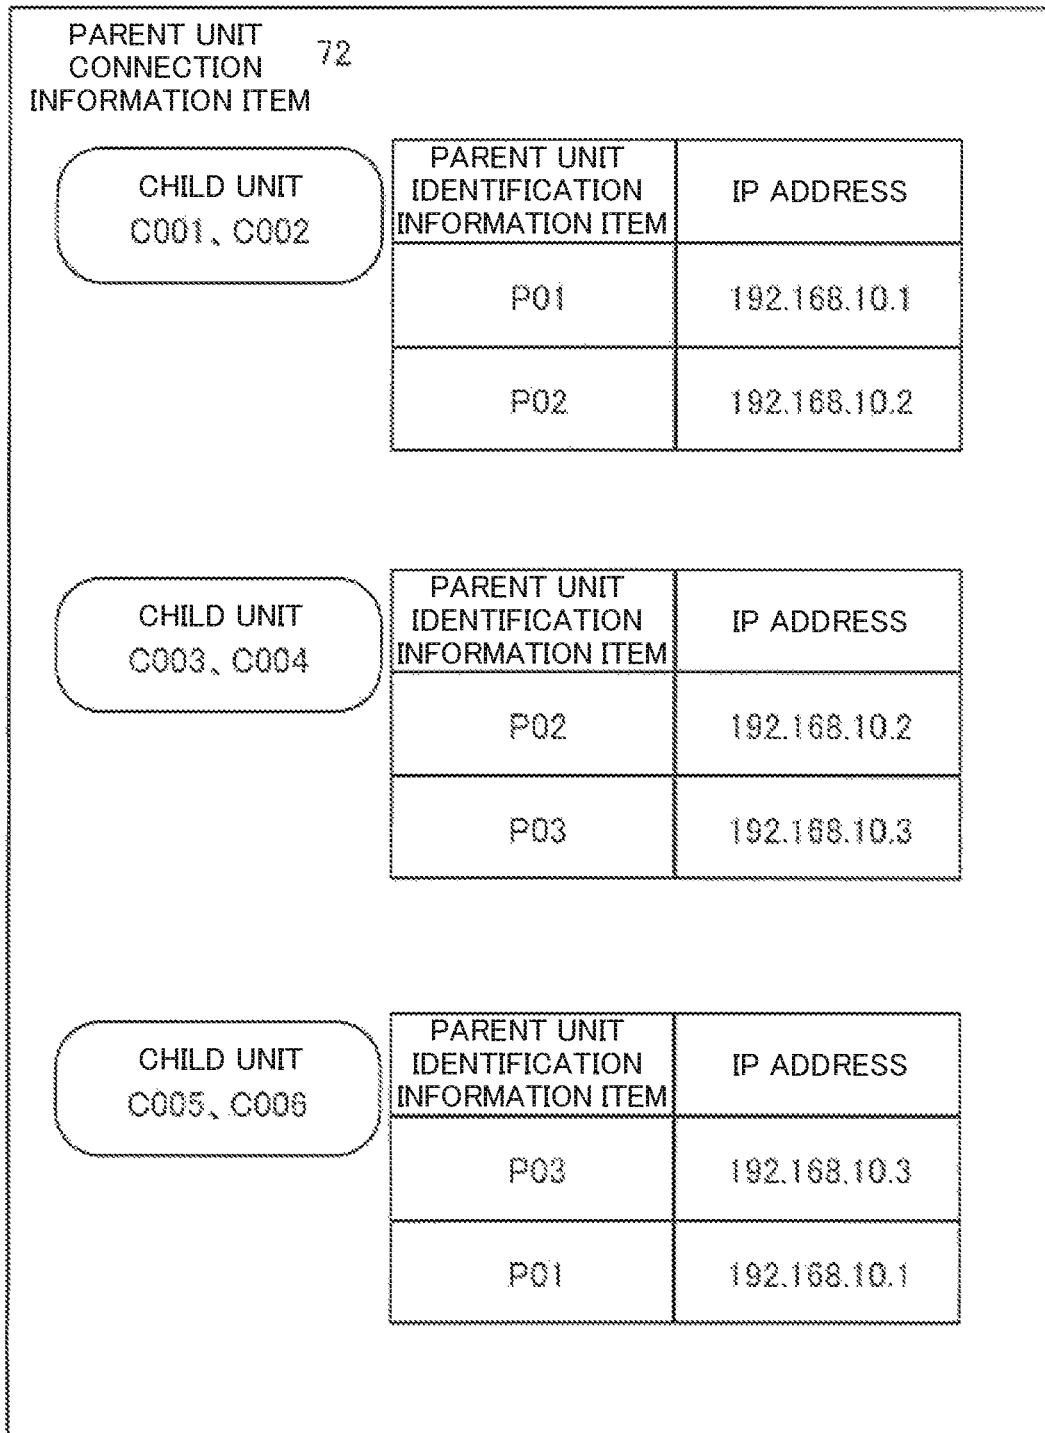 PARENT UNIT
CONNECTION
INFORMATION ITEM
72
CHILD UNIT
C001、C002
PARENT UNIT
IDENTIFICATION
INFORMATION ITEM
IP ADDRESS
P01
192.168.10.1
P02
192.168.10.2
CHILD UNIT
C003、C004
PARENT UNIT
IDENTIFICATION
INFORMATION ITEM
IP ADDRESS
P02
192.168.10.2
P03
192.168.10.3
CHILD UNIT
C005、C006
PARENT UNIT
IDENTIFICATION
INFORMATION ITEM
IP ADDRESS
P03
192.168.10.3
P01
192.168.10.1